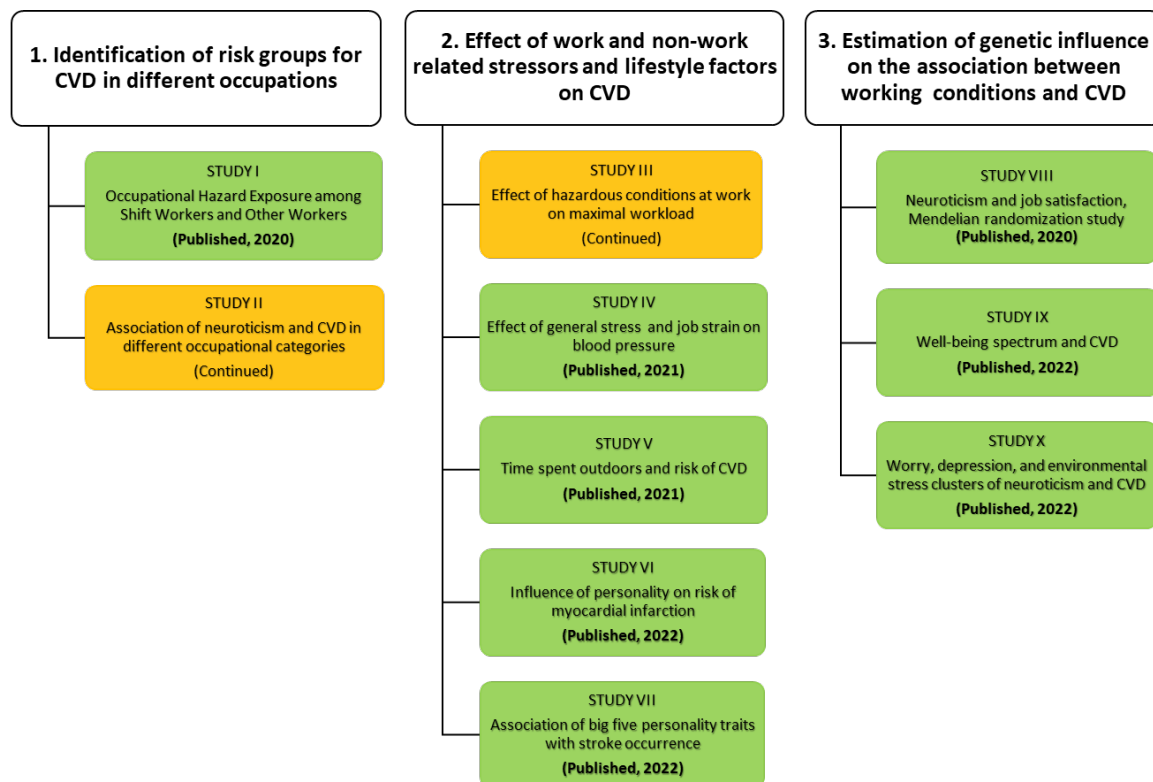 1. Identification of risk groups for
CVD in different occupations
STUDY I
Occupational Hazard Exposure among
Shift Workers and Other Workers
(Published, 2020)
STUDY II
Association of neuroticism and CVD in
different occupational categories
(Continued)
2. Effect of work and non-work
related stressors and lifestyle factors
on CVD
STUDY III
Effect of hazardous conditions at work
on maximal workload
(Continued)
STUDY IV
Effect of general stress and job strain on
blood pressure
(Published, 2021)
STUDY V
Time spent outdoors and risk of CVD
(Published, 2021)
STUDY VI
Influence of personality on risk of
myocardial infarction
(Published, 2022)
STUDY VII
Association of big five personality traits
with stroke occurrence
(Published, 2022)
3. Estimation of genetic influence
on the association between
working conditions and CVD
STUDY VIII
Neuroticism and job satisfaction,
Mendelian randomization study
(Published, 2020)
STUDY IX
Well-being spectrum and CVD
(Published, 2022)
STUDY X
Worry, depression, and environmental
stress clusters of neuroticism and CVD
(Published, 2022)